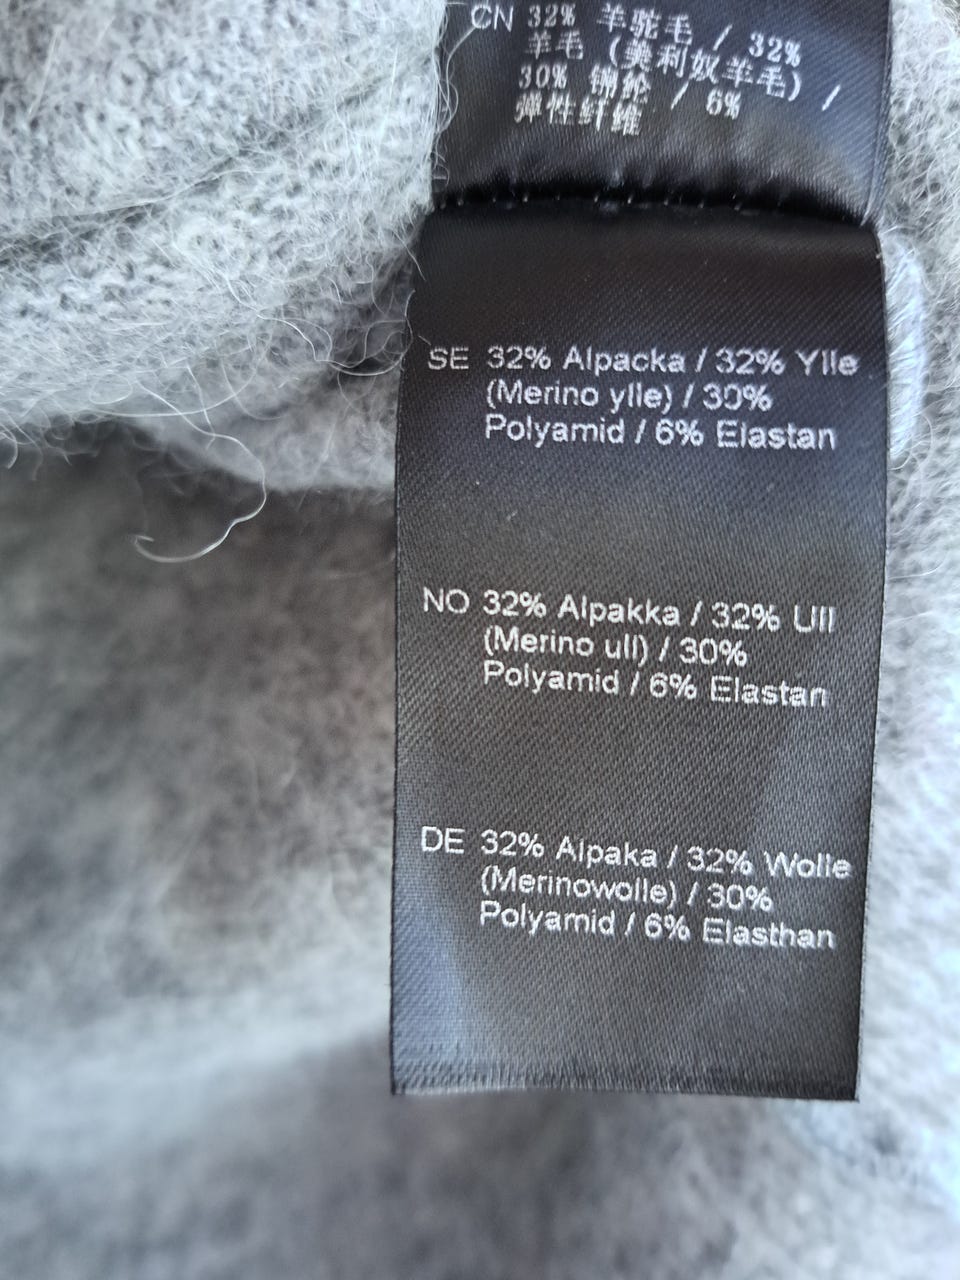 CN 32% 羊驼毛 / 32%
羊毛 (美利奴羊毛) /
30% 锦纶 / 6%
弹性纤维
SE 32% Alpacka / 32% Ylle
(Merino ylle) / 30%
Polyamid / 6% Elastan
NO 32% Alpakka / 32% Ull
(Merino ull) / 30%
Polyamid / 6% Elastan
DE 32% Alpaka / 32% Wolle
(Merinowolle) / 30%
Polyamid / 6% Elasthan